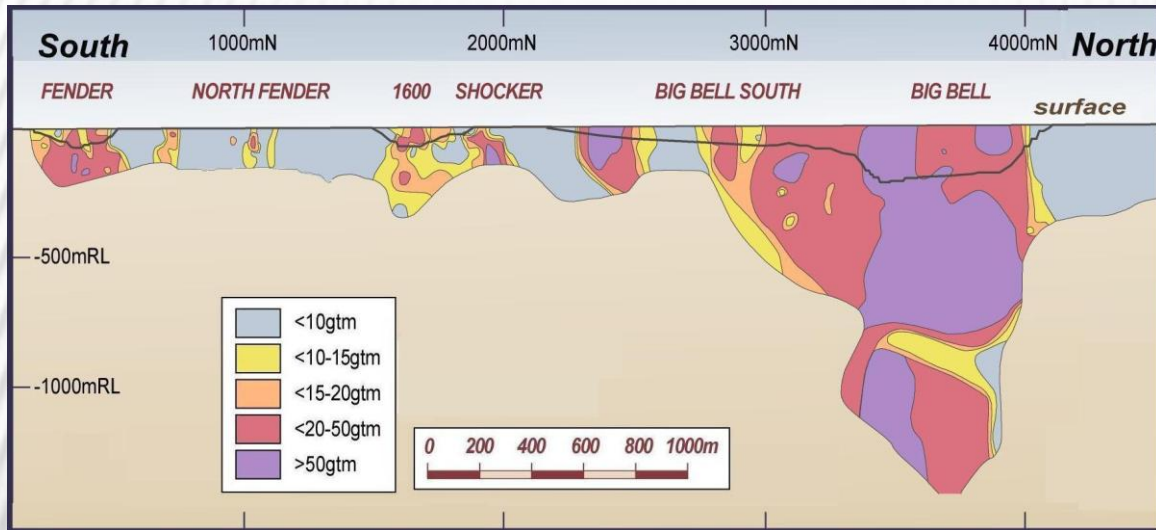 South 1000mN 2000mN 3000mN 4000mN North
FENDER NORTH FENDER 1600 SHOCKER BIG BELL SOUTH BIG BELL
surface
-500mRL
-1000mRL
<10gtm
<10-15gtm
<15-20gtm
<20-50gtm
>50gtm
0 200 400 600 800 1000m